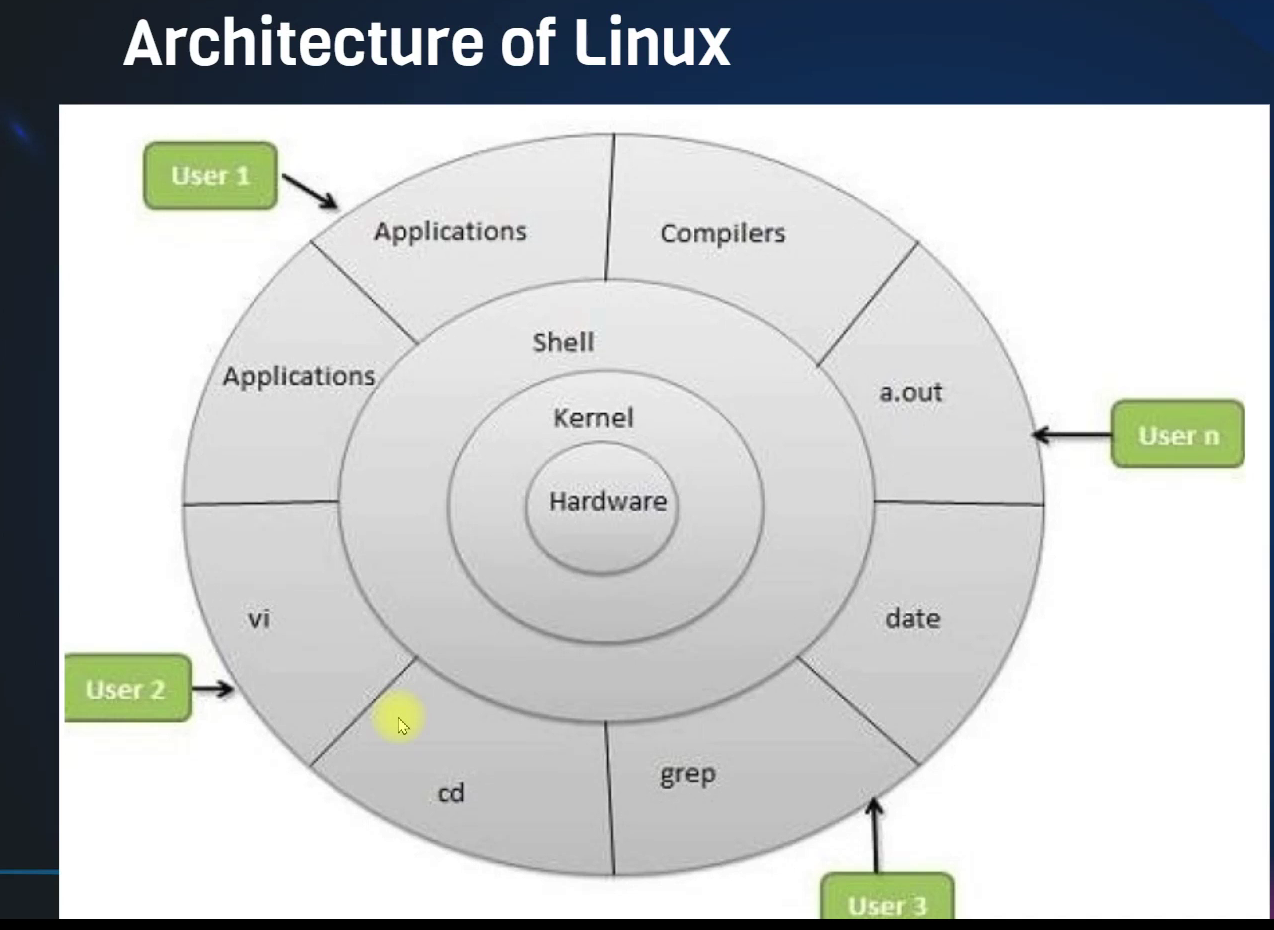 Architecture of Linux
User 1
Applications
Compilers
Shell
Applications
a.out
Kernel
User n
Hardware
vi
date
User 2
cd
grep
User 3